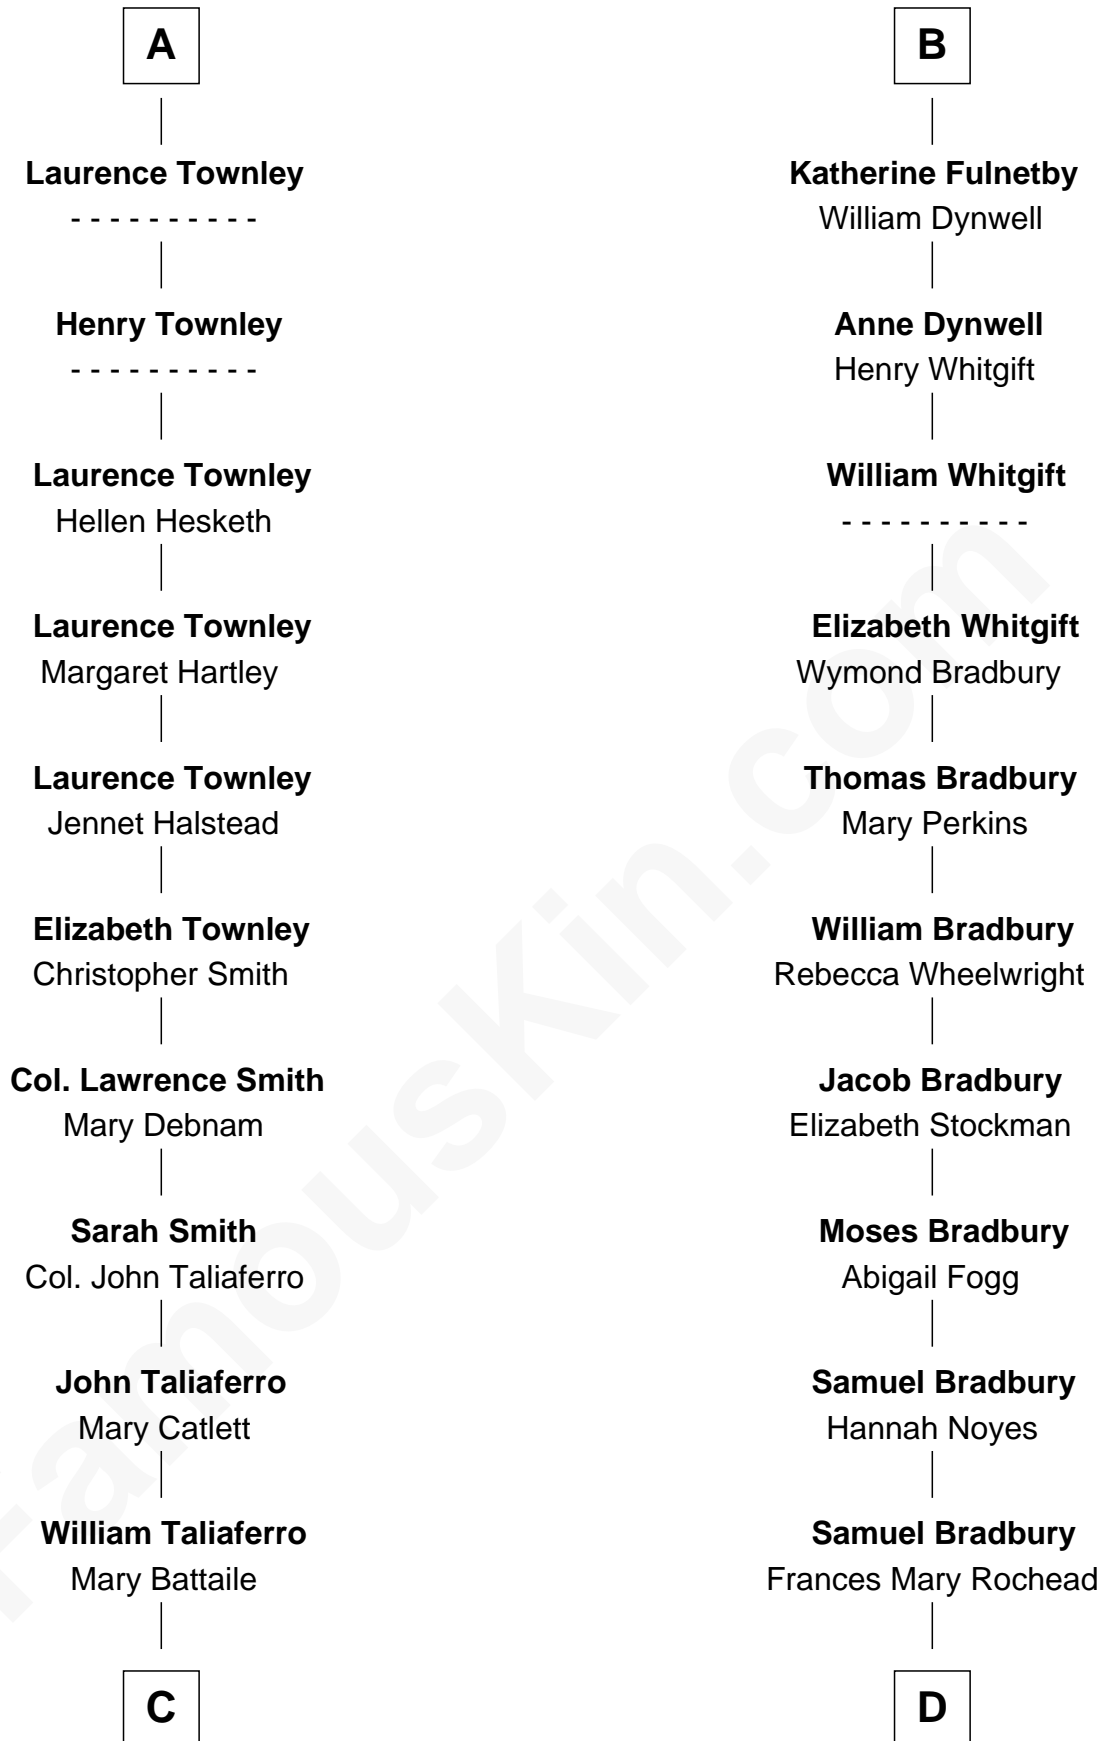 A
Laurence Townley
- - - - - - - - - -
Henry Townley
- - - - - - - - - -
Laurence Townley
Hellen Hesketh
Laurence Townley
Margaret Hartley
Laurence Townley
Jennet Halstead
Elizabeth Townley
Christopher Smith
Col. Lawrence Smith
Mary Debnam
Sarah Smith
Col. John Taliaferro
John Taliaferro
Mary Catlett
William Taliaferro
Mary Battaile
C
B
Katherine Fulnetby
William Dynwell
Anne Dynwell
Henry Whitgift
William Whitgift
- - - - - - - - - -
Elizabeth Whitgift
Wymond Bradbury
Thomas Bradbury
Mary Perkins
William Bradbury
Rebecca Wheelwright
Jacob Bradbury
Elizabeth Stockman
Moses Bradbury
Abigail Fogg
Samuel Bradbury
Hannah Noyes
Samuel Bradbury
Frances Mary Rochead
D
FamousKin.com